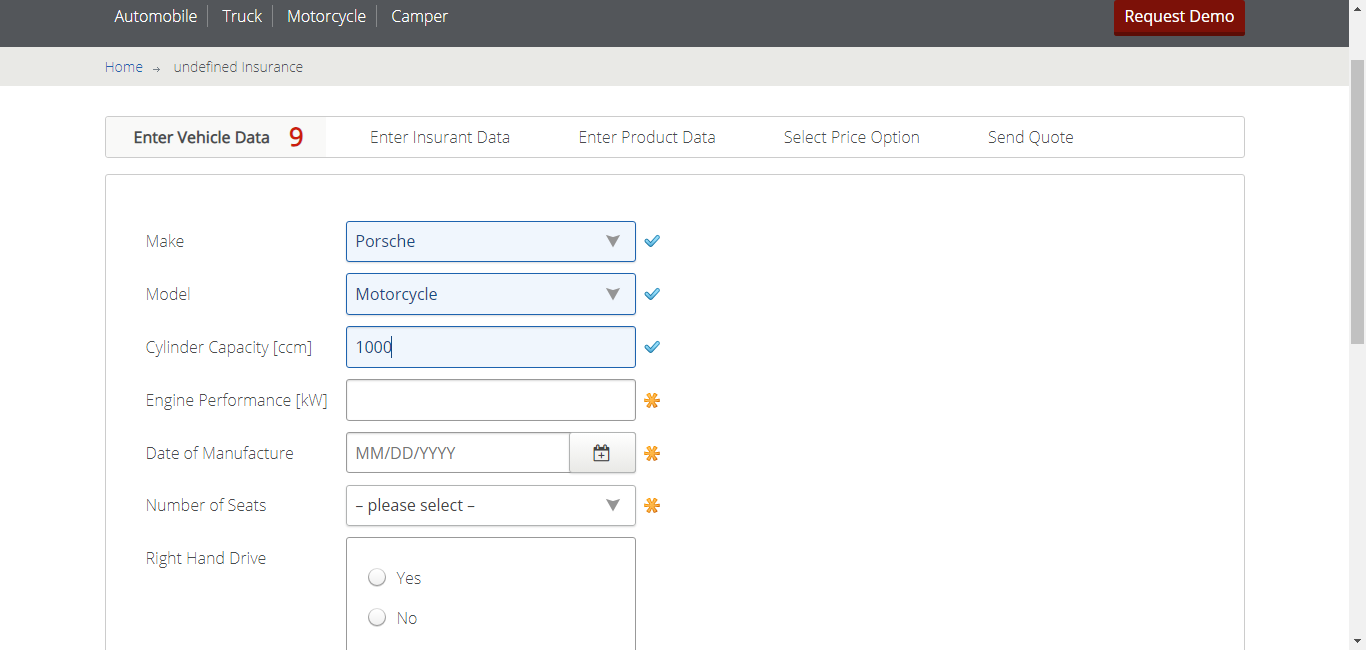 Automobile Truck Motorcycle Camper Request Demo
Home → undefined Insurance
Enter Vehicle Data 9 Enter Insurant Data Enter Product Data Select Price Option Send Quote
Make Porsche
Model Motorcycle
Cylinder Capacity [ccm] 1000
Engine Performance [kW]
Date of Manufacture MM/DD/YYYY
Number of Seats – please select –
Right Hand Drive
Yes
No